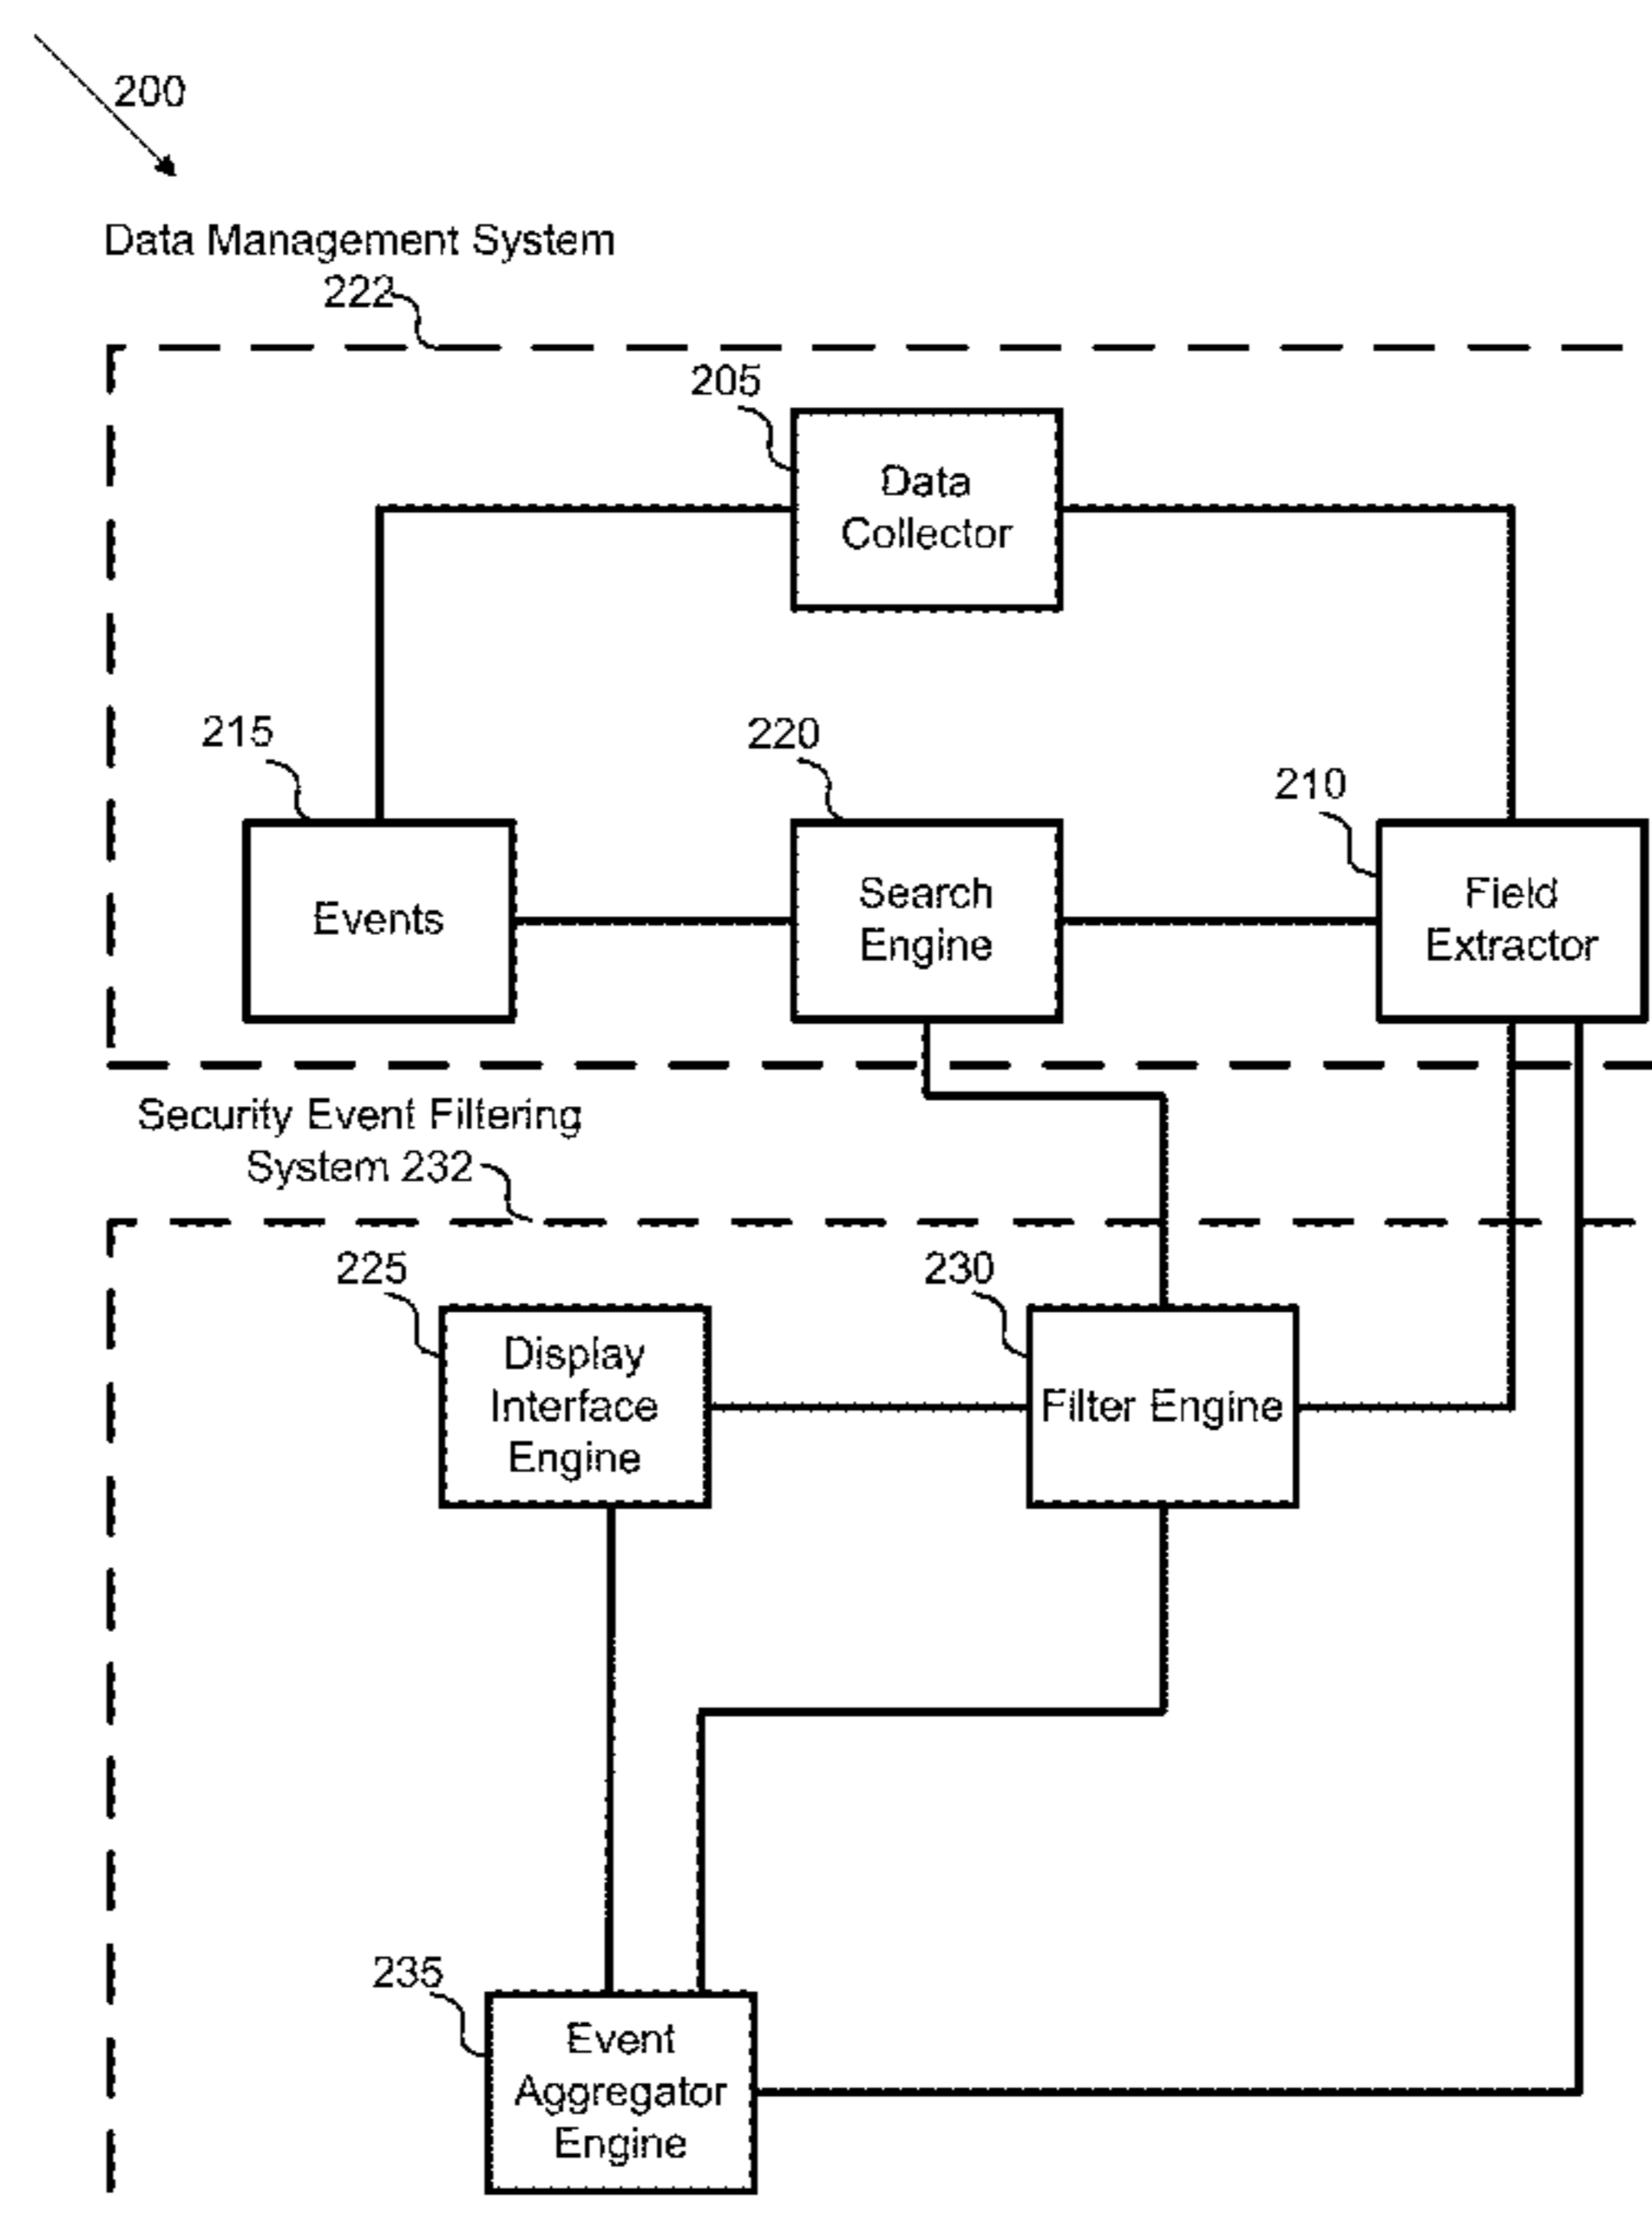 200
Data Management System
222
205
Data
Collector
215
220
210
Events
Search
Engine
Field
Extractor
Security Event Filtering
System 232
225
230
Display
Interface
Engine
Filter Engine
235
Event
Aggregator
Engine